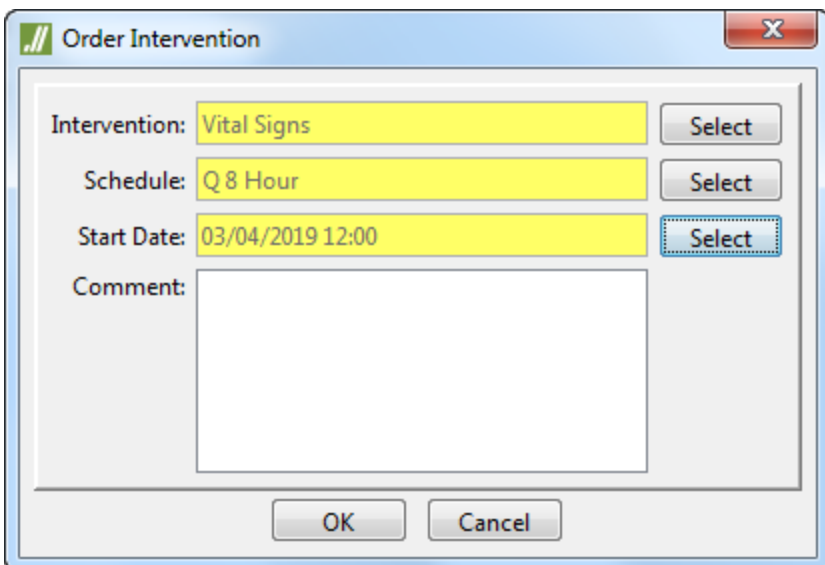 Order Intervention
Intervention: Vital Signs Select
Schedule: Q 8 Hour Select
Start Date: 03/04/2019 12:00 Select
Comment:
OK Cancel